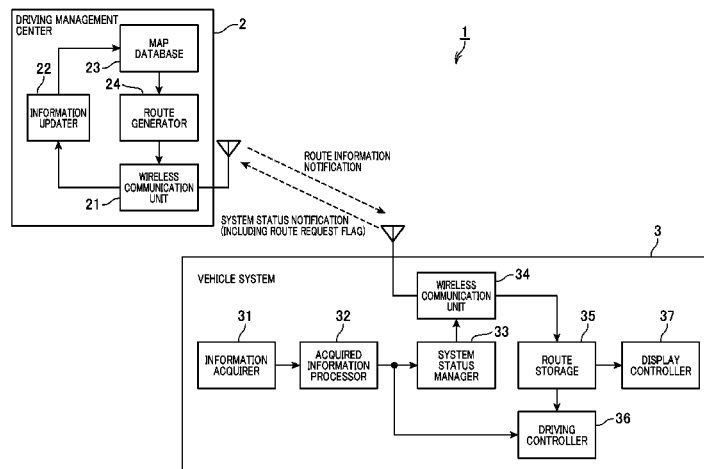 DRIVING MANAGEMENT
CENTER
2
1
MAP
DATABASE
23
22
24
INFORMATION
UPDATER
ROUTE
GENERATOR
WIRELESS
COMMUNICATION
UNIT
21
ROUTE INFORMATION
NOTIFICATION
SYSTEM STATUS NOTIFICATION
(INCLUDING ROUTE REQUEST FLAG)
3
VEHICLE SYSTEM
WIRELESS
COMMUNICATION
UNIT
34
31
32
33
35
37
INFORMATION
ACQUIRER
ACQUIRED
INFORMATION
PROCESSOR
SYSTEM
STATUS
MANAGER
ROUTE
STORAGE
DISPLAY
CONTROLLER
DRIVING
CONTROLLER
36